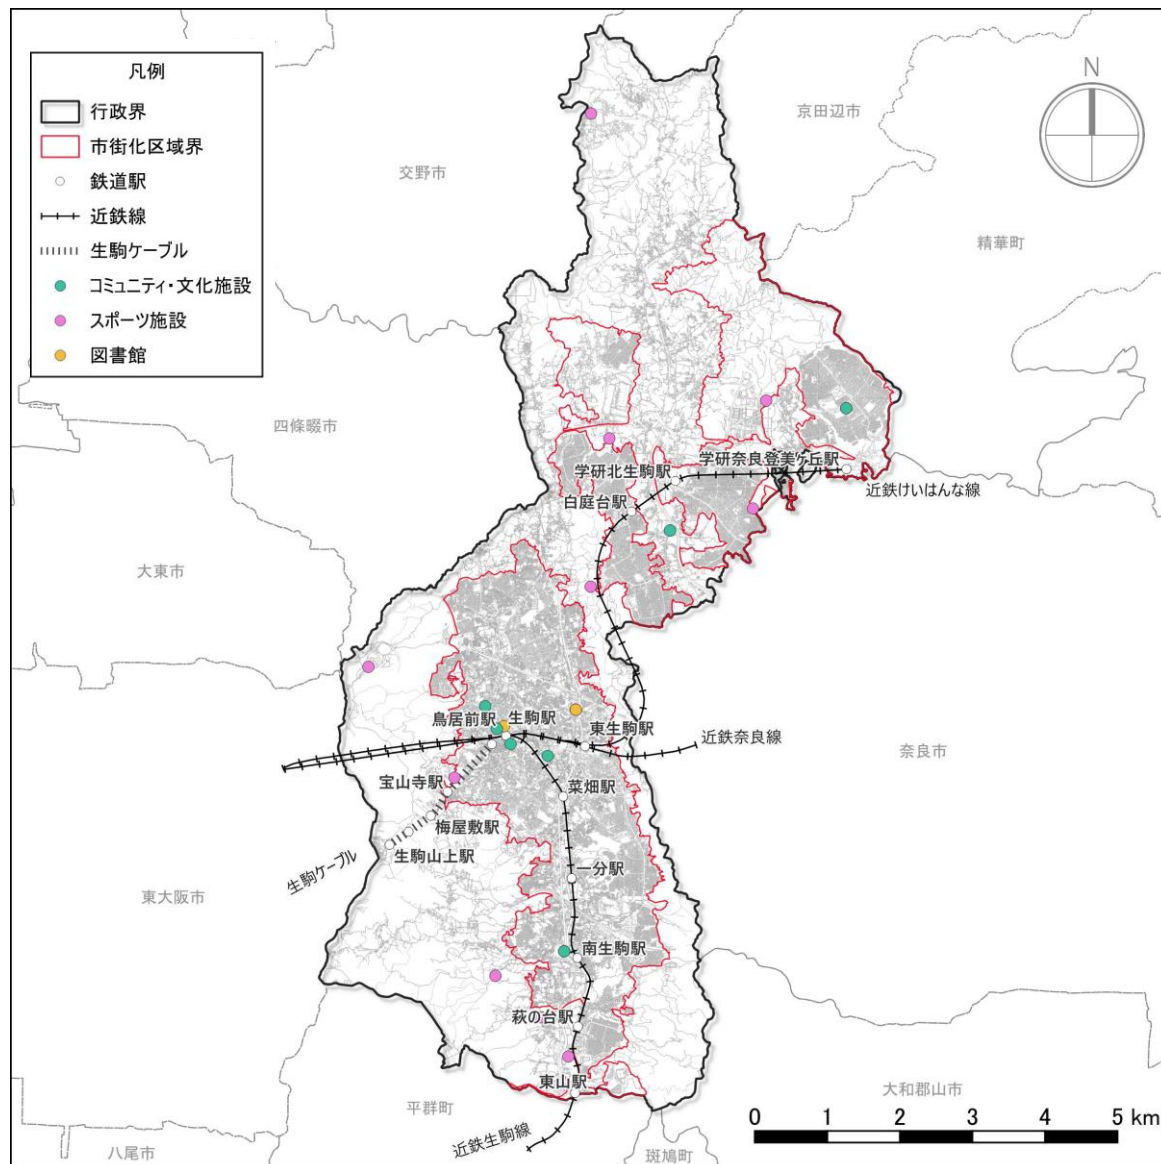 凡例
行政界
市街化区域界
鉄道駅
近鉄線
生駒ケーブル
コミュニティ・文化施設
スポーツ施設
図書館
N
京田辺市
交野市
精華町
四條畷市
学研北生駒駅
学研奈良登美ケ丘駅
近鉄けいはんな線
白庭台駅
大東市
鳥居前駅
生駒駅
東生駒駅
近鉄奈良線
奈良市
宝山寺駅
菜畑駅
梅屋敷駅
生駒山上駅
生駒ケーブル
一分駅
東大阪市
南生駒駅
萩の台駅
東山駅
大和郡山市
平群町
近鉄生駒線
八尾市
斑鳩町
0 1 2 3 4 5 km